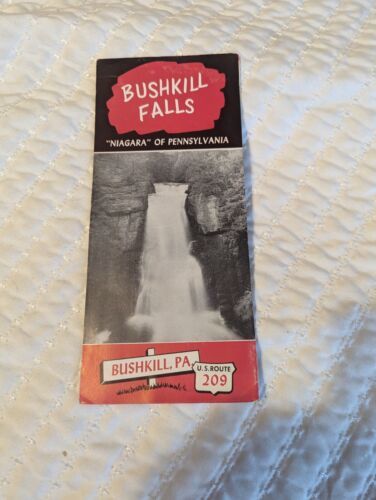 BUSHKILL
FALLS
"NIAGARA" OF PENNSYLVANIA
BUSHKILL, PA.
U.S. ROUTE
209